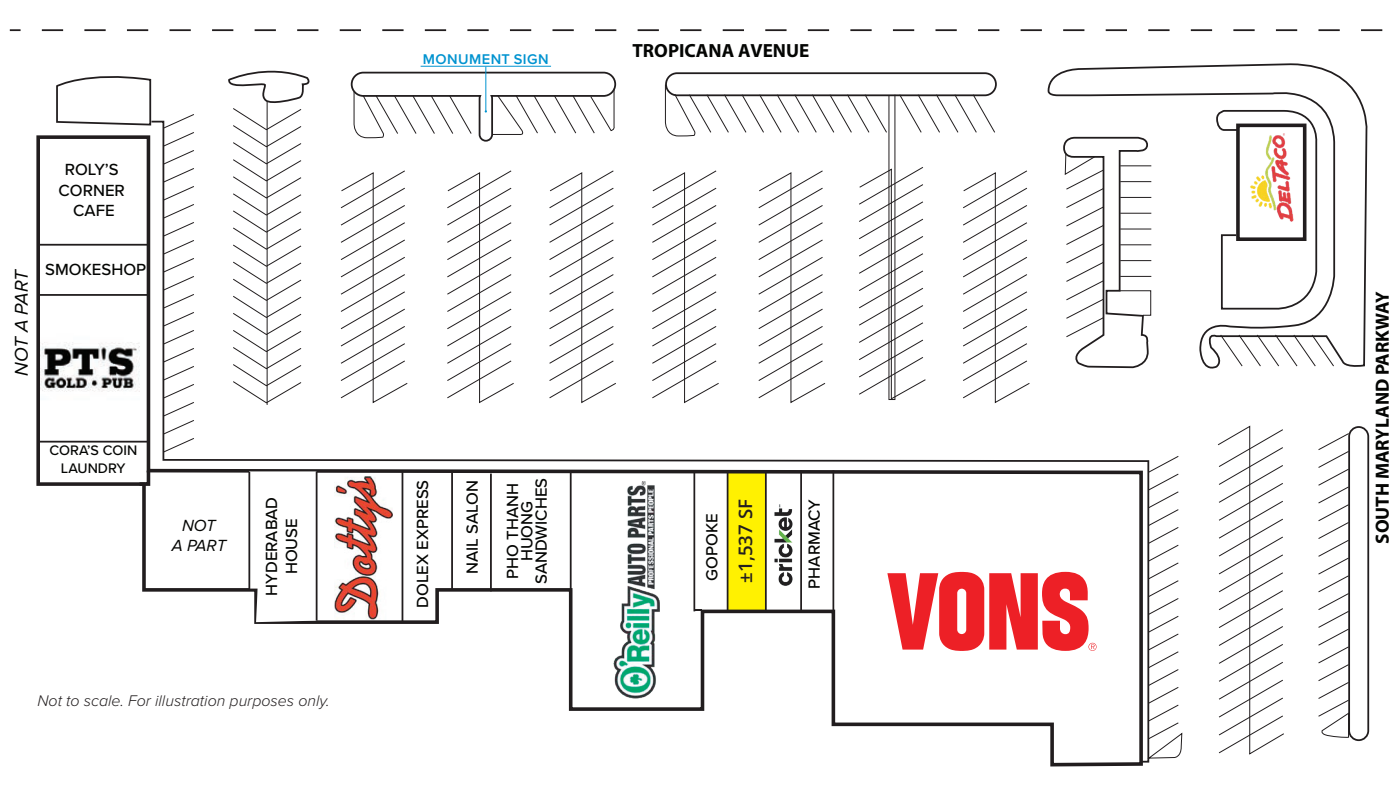 TROPICANA AVENUE
MONUMENT SIGN
ROLY'S
CORNER
CAFE
SMOKESHOP
PT'S
GOLD • PUB
CORA'S COIN
LAUNDRY
NOT A PART
DEL TACO
SOUTH MARYLAND PARKWAY
NOT
A PART
HYDERABAD
HOUSE
Dotty's
DOLEX EXPRESS
NAIL SALON
PHO THANH
HUONG
SANDWICHES
O'Reilly AUTO PARTS®
PROFESSIONAL PARTS PEOPLE
GOPOKE
±1,537 SF
cricket
PHARMACY
VONS®
Not to scale. For illustration purposes only.